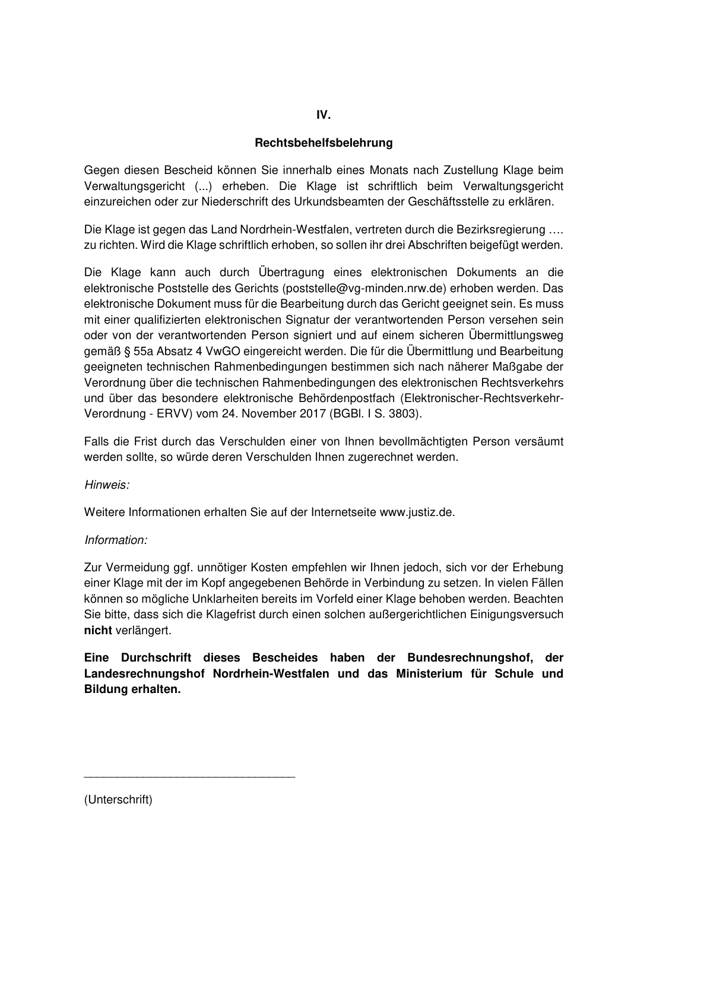 IV.
Rechtsbehelfsbelehrung
Gegen diesen Bescheid können Sie innerhalb eines Monats nach Zustellung Klage beim
Verwaltungsgericht (...) erheben. Die Klage ist schriftlich beim Verwaltungsgericht
einzureichen oder zur Niederschrift des Urkundsbeamten der Geschäftsstelle zu erklären.
Die Klage ist gegen das Land Nordrhein-Westfalen, vertreten durch die Bezirksregierung ….
zu richten. Wird die Klage schriftlich erhoben, so sollen ihr drei Abschriften beigefügt werden.
Die Klage kann auch durch Übertragung eines elektronischen Dokuments an die
elektronische Poststelle des Gerichts (poststelle@vg-minden.nrw.de) erhoben werden. Das
elektronische Dokument muss für die Bearbeitung durch das Gericht geeignet sein. Es muss
mit einer qualifizierten elektronischen Signatur der verantwortenden Person versehen sein
oder von der verantwortenden Person signiert und auf einem sicheren Übermittlungsweg
gemäß § 55a Absatz 4 VwGO eingereicht werden. Die für die Übermittlung und Bearbeitung
geeigneten technischen Rahmenbedingungen bestimmen sich nach näherer Maßgabe der
Verordnung über die technischen Rahmenbedingungen des elektronischen Rechtsverkehrs
und über das besondere elektronische Behördenpostfach (Elektronischer-Rechtsverkehr-
Verordnung - ERVV) vom 24. November 2017 (BGBl. I S. 3803).
Falls die Frist durch das Verschulden einer von Ihnen bevollmächtigten Person versäumt
werden sollte, so würde deren Verschulden Ihnen zugerechnet werden.
Hinweis:
Weitere Informationen erhalten Sie auf der Internetseite www.justiz.de.
Information:
Zur Vermeidung ggf. unnötiger Kosten empfehlen wir Ihnen jedoch, sich vor der Erhebung
einer Klage mit der im Kopf angegebenen Behörde in Verbindung zu setzen. In vielen Fällen
können so mögliche Unklarheiten bereits im Vorfeld einer Klage behoben werden. Beachten
Sie bitte, dass sich die Klagefrist durch einen solchen außergerichtlichen Einigungsversuch
nicht verlängert.
Eine Durchschrift dieses Bescheides haben der Bundesrechnungshof, der
Landesrechnungshof Nordrhein-Westfalen und das Ministerium für Schule und
Bildung erhalten.
________________________________
(Unterschrift)